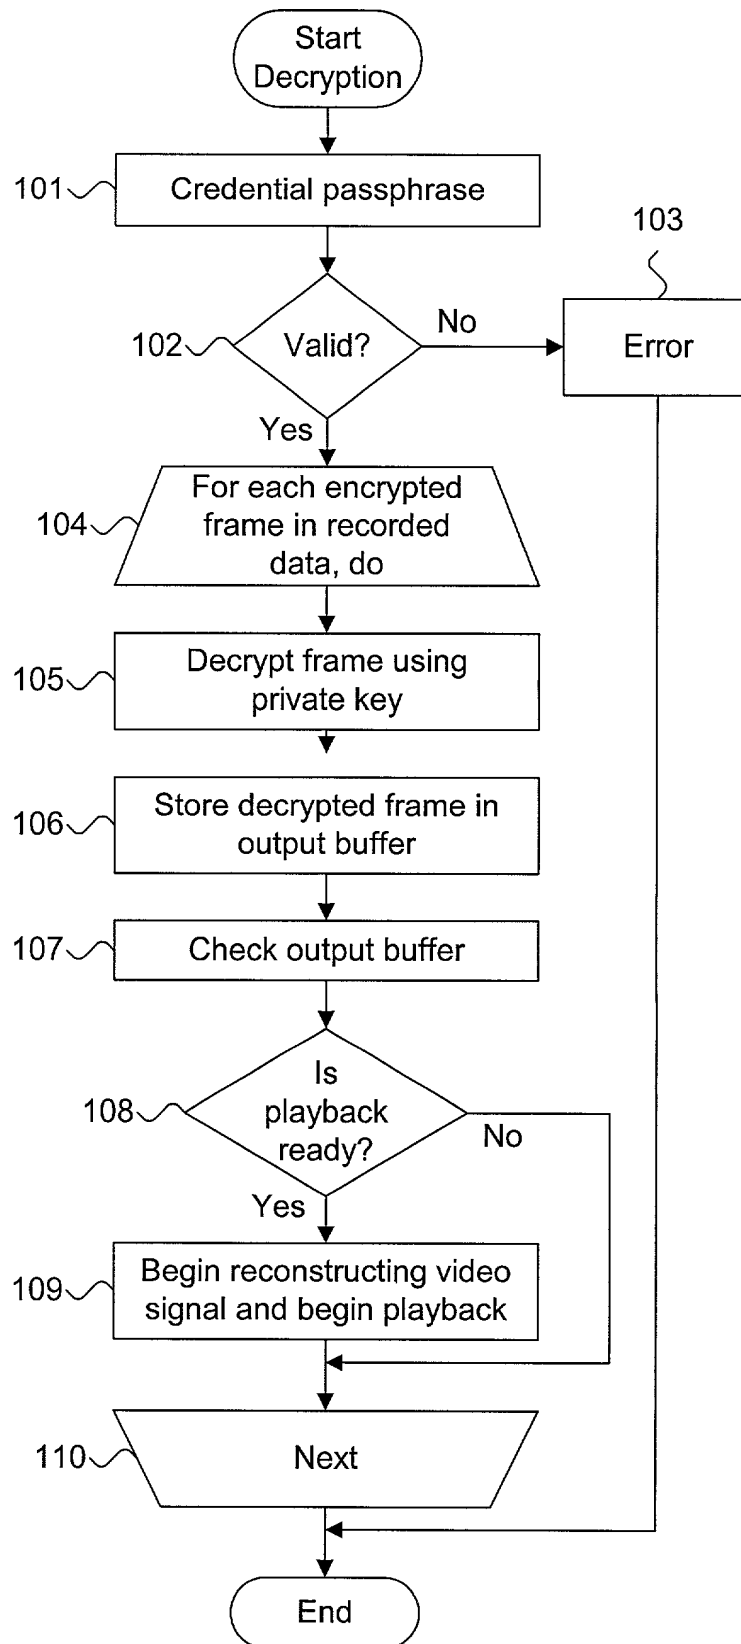 Start
Decryption
101
Credential passphrase
103
102
Valid?
No
Error
Yes
104
For each encrypted
frame in recorded
data, do
105
Decrypt frame using
private key
106
Store decrypted frame in
output buffer
107
Check output buffer
108
Is
playback
ready?
No
Yes
109
Begin reconstructing video
signal and begin playback
110
Next
End